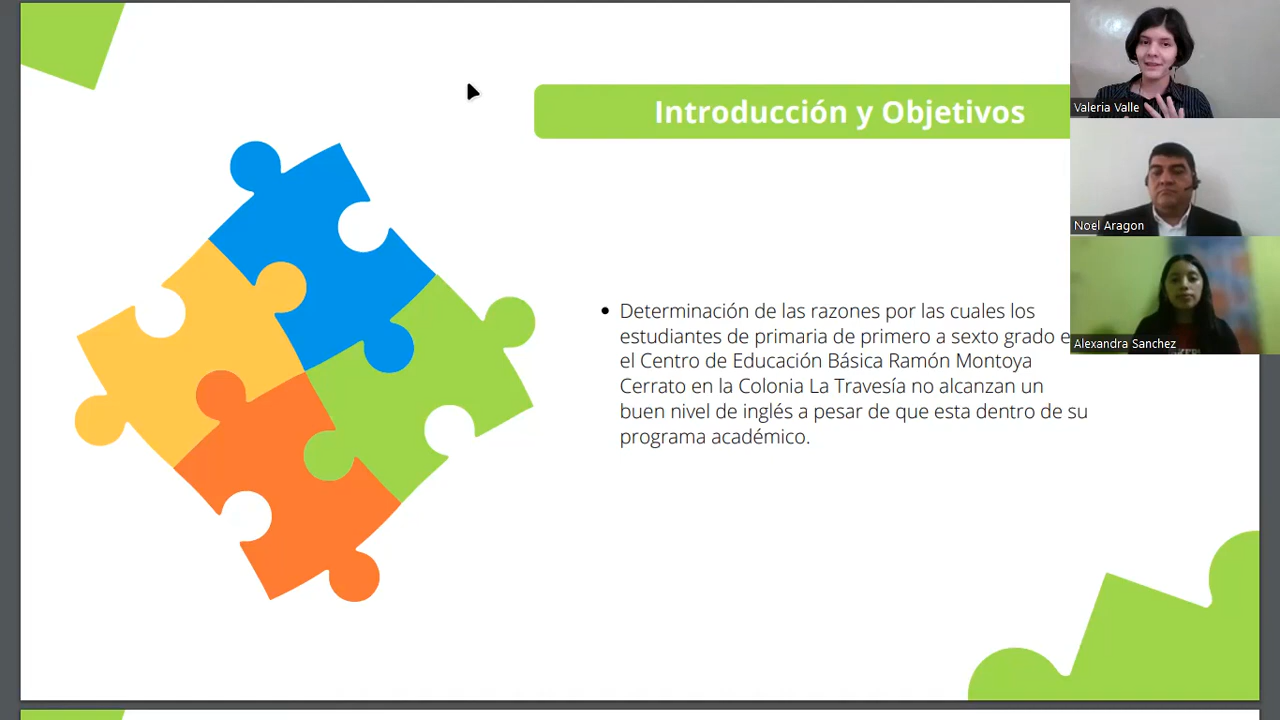 Introducción y Objetivos
Determinación de las razones por las cuales los
estudiantes de primaria de primero a sexto grado e
el Centro de Educación Básica Ramón Montoya
Cerrato en la Colonia La Travesía no alcanzan un
buen nivel de inglés a pesar de que esta dentro de su
programa académico.
Valeria Valle
Noel Aragon
Alexandra Sanchez